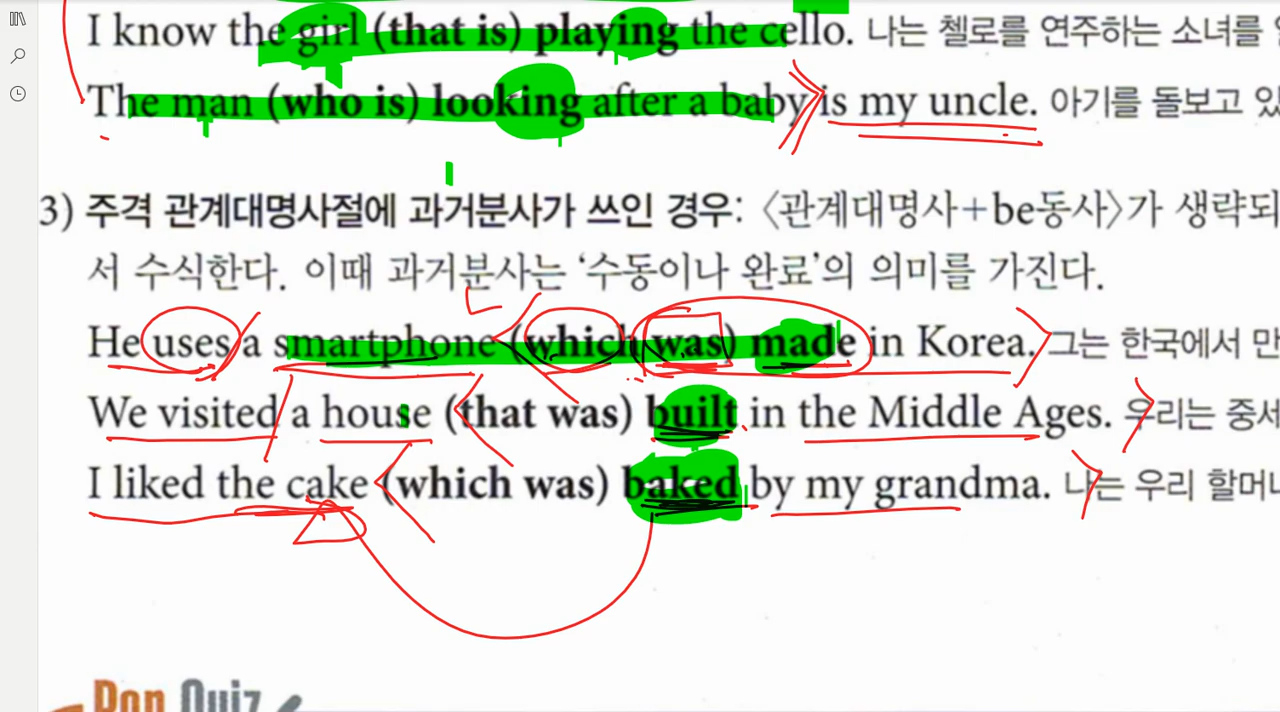 I know the girl (that is) playing the cello. 나는 첼로를 연주하는 소녀를
The man (who is) looking after a baby is my uncle. 아기를 돌보고 있
3) 주격 관계대명사절에 과거분사가 쓰인 경우: 〈관계대명사+be동사〉가 생략되
서 수식한다. 이때 과거분사는 ‘수동이나 완료’의 의미를 가진다.
He uses a smartphone (which was) made in Korea. 그는 한국에서 만
We visited a house (that was) built in the Middle Ages. 우리는 중세
I liked the cake (which was) baked by my grandma. 나는 우리 할머니
Pop Quiz